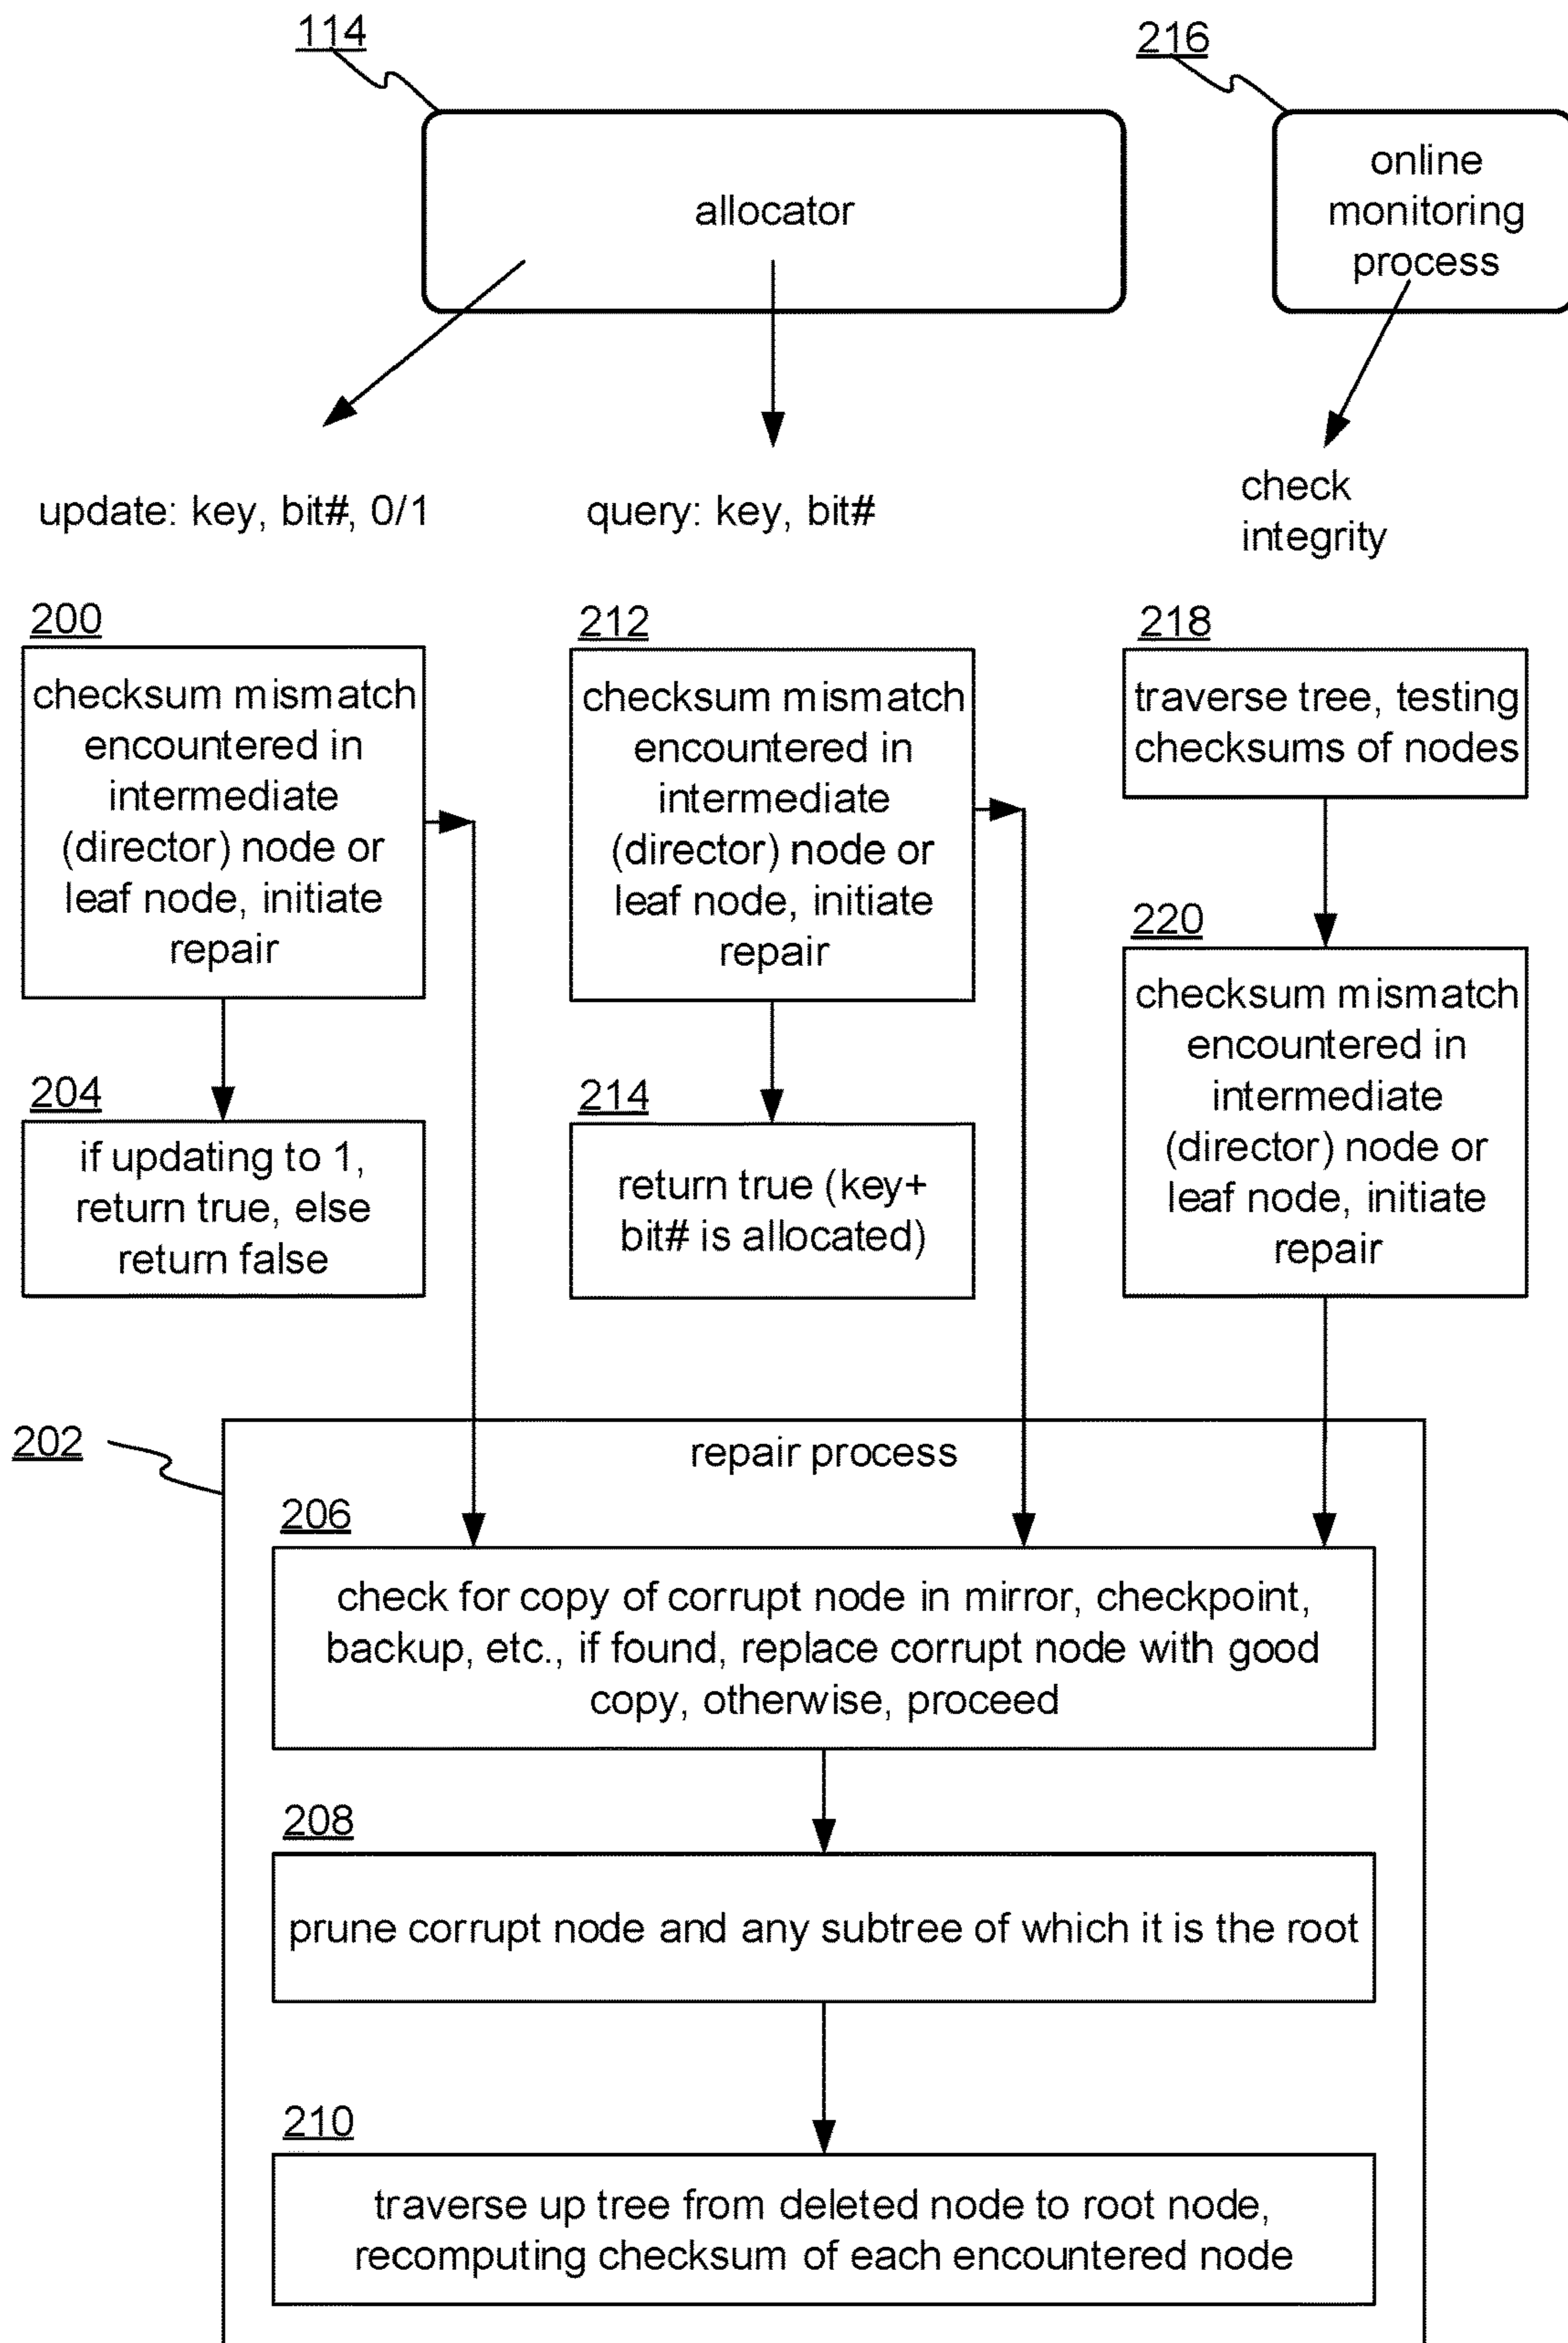 114
216
allocator
online
monitoring
process
update: key, bit#, 0/1
query: key, bit#
check
integrity
200
checksum mismatch
encountered in
intermediate
(director) node or
leaf node, initiate
repair
212
checksum mismatch
encountered in
intermediate
(director) node or
leaf node, initiate
repair
218
traverse tree, testing
checksums of nodes
204
if updating to 1,
return true, else
return false
214
return true (key+
bit# is allocated)
220
checksum mismatch
encountered in
intermediate
(director) node or
leaf node, initiate
repair
202
repair process
206
check for copy of corrupt node in mirror, checkpoint,
backup, etc., if found, replace corrupt node with good
copy, otherwise, proceed
208
prune corrupt node and any subtree of which it is the root
210
traverse up tree from deleted node to root node,
recomputing checksum of each encountered node